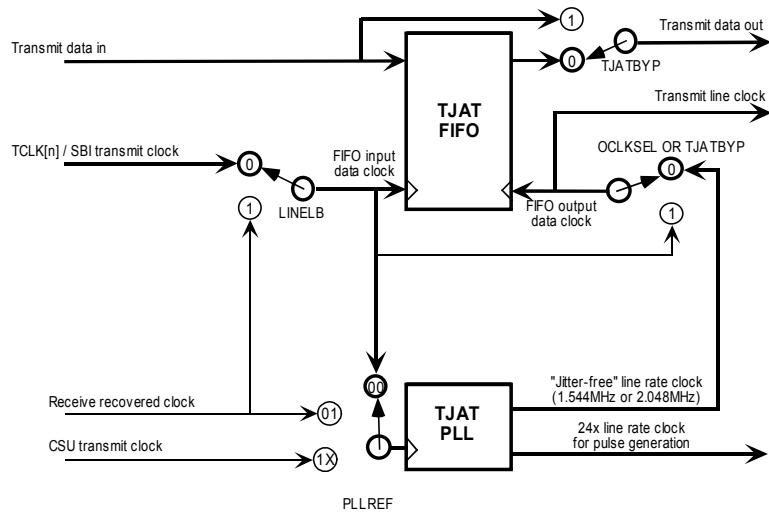 1
Transmit data in
Transmit data out
0
TJATBYP
TJAT
FIFO
Transmit line clock
TCLK[n] / SBI transmit clock
0
LINELB
FIFO input
data clock
OCLKSEL OR TJATBYP
0
FIFO output
data clock
1
1
00
Receive recovered clock
01
TJAT
PLL
"Jitter-free" line rate clock
(1.544MHz or 2.048MHz)
24x line rate clock
for pulse generation
CSU transmit clock
1X
PLLREF